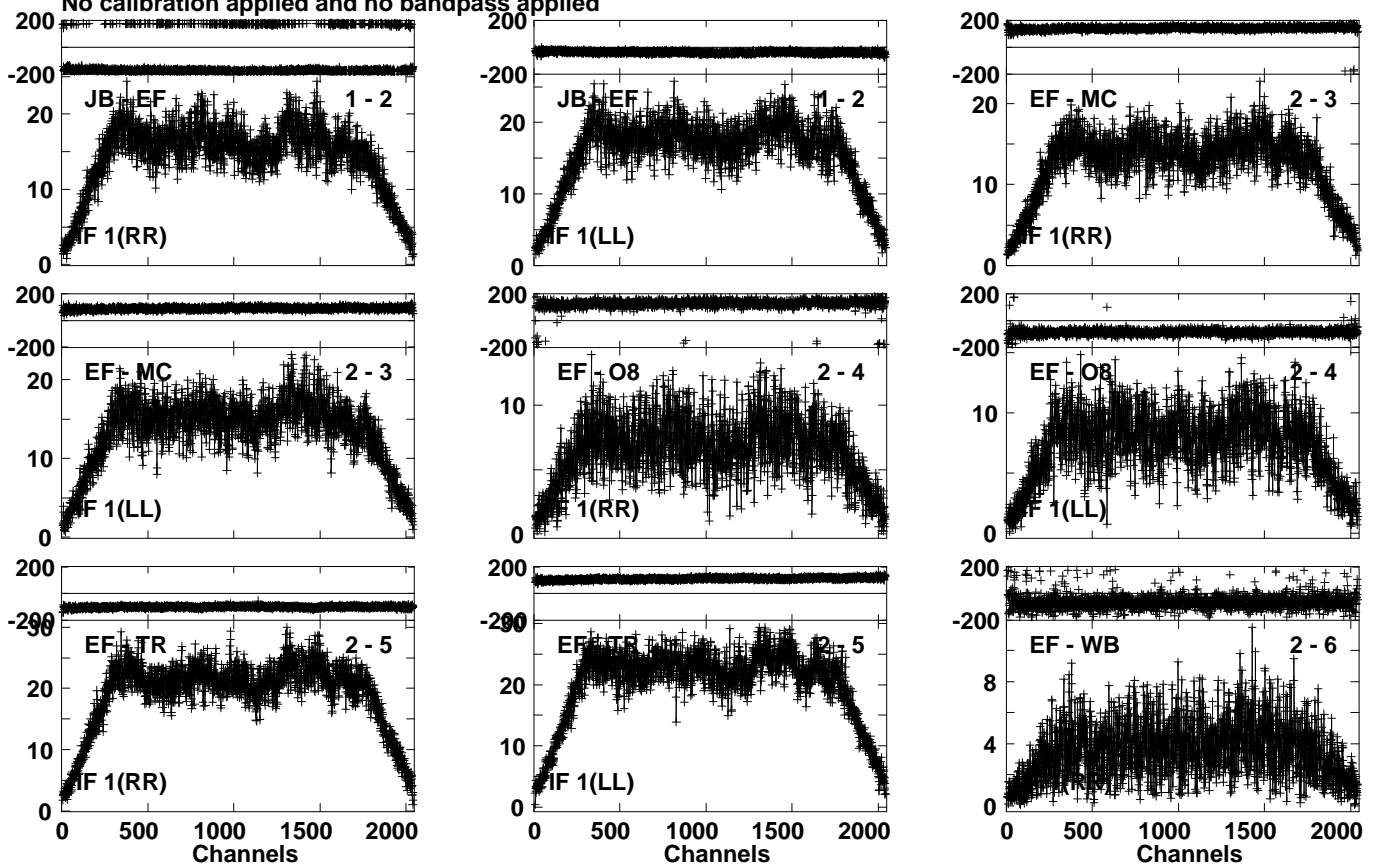 No calibration applied and no bandpass applied
200
-200
JB - EF 1 - 2
20
10
IF 1(RR)
0
JB - EF 1 - 2
20
10
IF 1(LL)
0
200
-200
EF - MC 2 - 3
20
10
IF 1(RR)
0
200
-200
EF - MC 2 - 3
20
10
IF 1(LL)
0
200
-200
EF - O8 2 - 4
10
IF 1(RR)
0
200
-200
EF - O8 2 - 4
10
IF 1(LL)
0
200
-200
30
EF - TR 2 - 5
20
10
IF 1(RR)
0
0 500 1000 1500 2000
Channels
200
-200
30
EF - TR 2 - 5
20
10
IF 1(LL)
0
0 500 1000 1500 2000
Channels
200
-200
EF - WB 2 - 6
8
4
0
0 500 1000 1500 2000
Channels